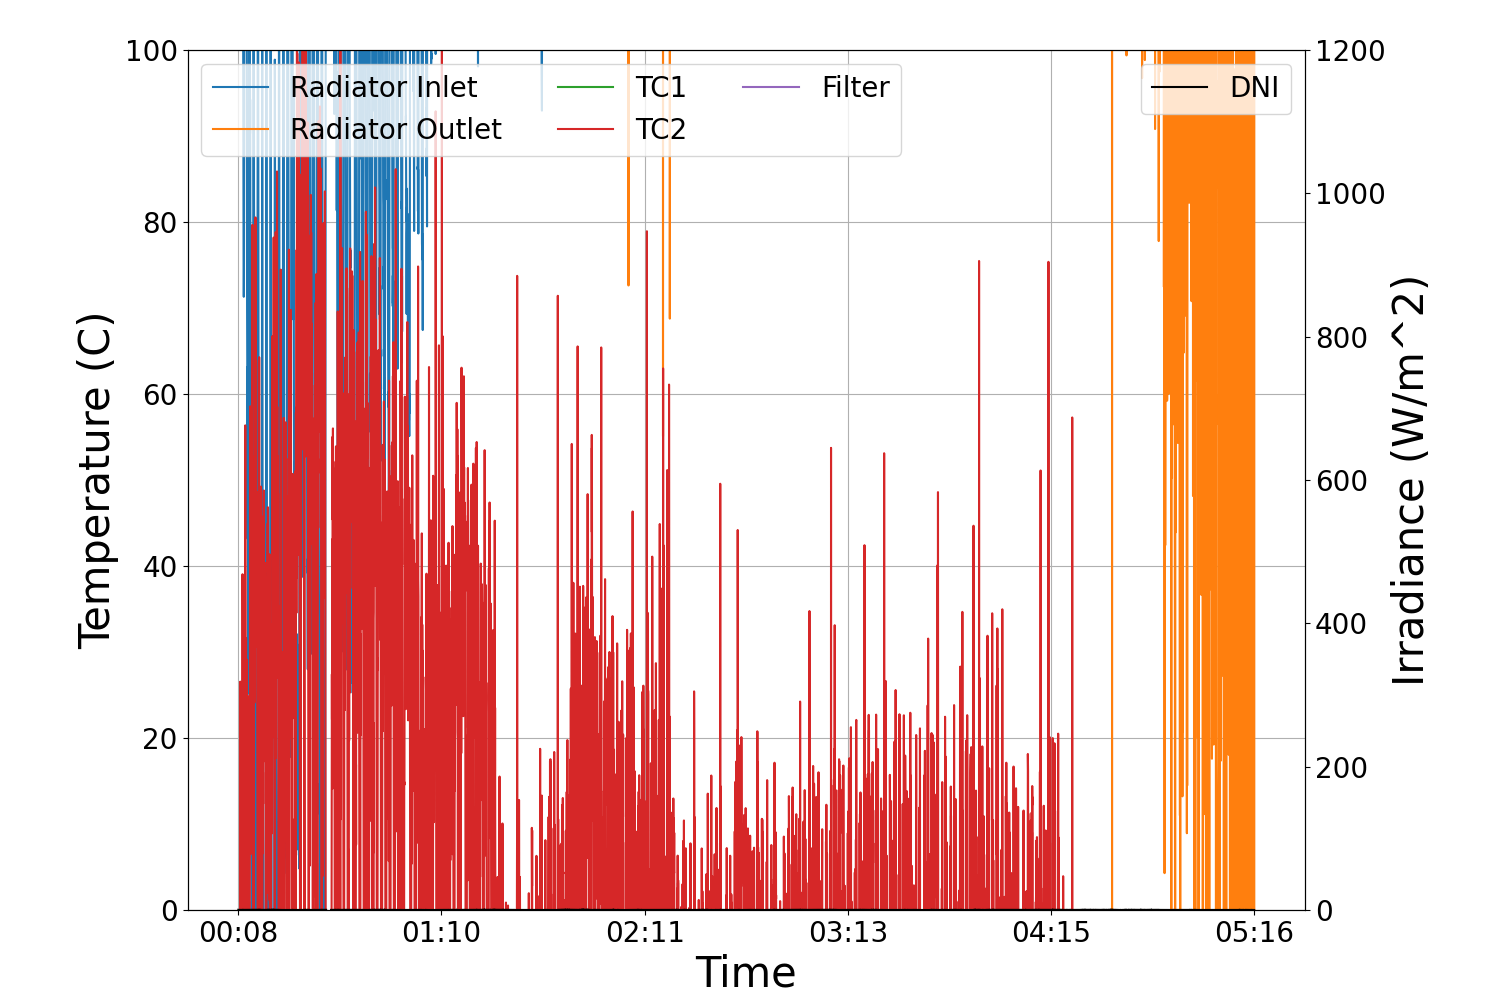 Radiator Inlet
Radiator Outlet
TC1
TC2
Filter
DNI
100
80
60
40
20
0
Temperature (C)
1200
1000
800
600
400
200
0
Irradiance (W/m^2)
00:08 01:10 02:11 03:13 04:15 05:16
Time